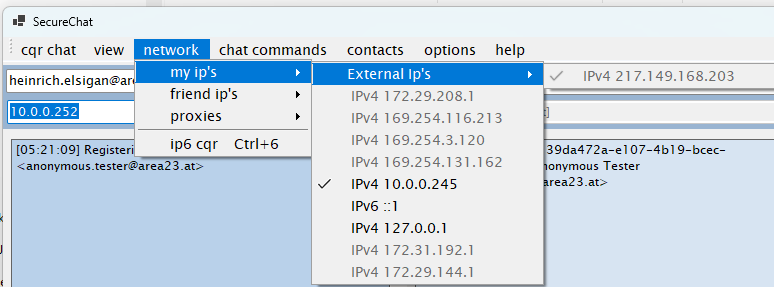 SecureChat
cqr chat view network chat commands contacts options help
heinrich.elsigan@ar
my ip's
External Ip's
IPv4 217.149.168.203
friend ip's
IPv4 172.29.208.1
10.0.0.252
proxies
IPv4 169.254.116.213
IPv4 169.254.3.120
ip6 cqr Ctrl+6
[05:21:09] Registeri
IPv4 169.254.131.162
39da472a-e107-4b19-bcec-
<anonymous.tester@area23.at>
IPv4 10.0.0.245
nonymous Tester
IPv6 ::1
a23.at>
IPv4 127.0.0.1
IPv4 172.31.192.1
IPv4 172.29.144.1